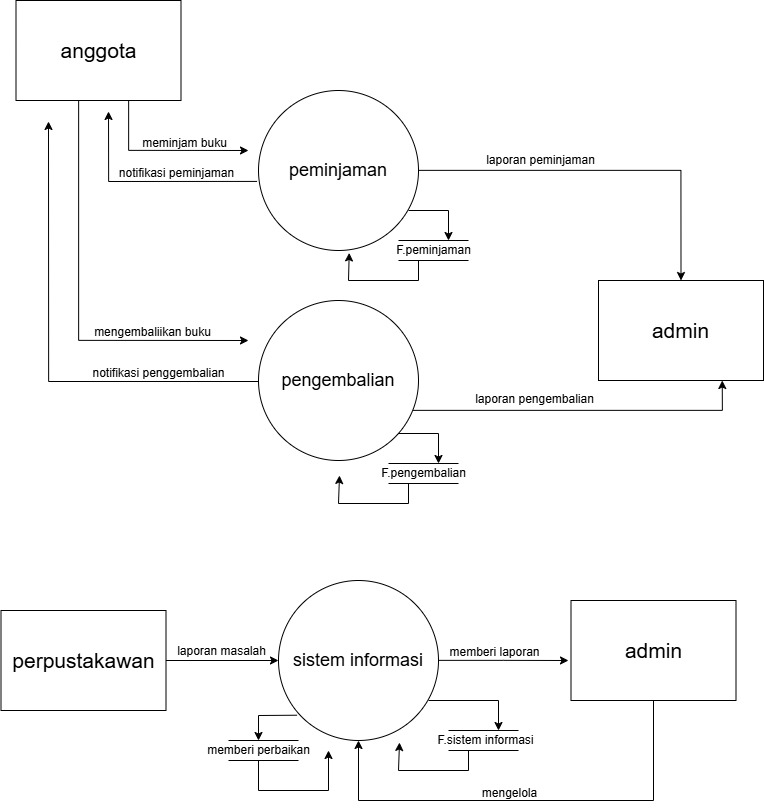 anggota
meminjam buku
notifikasi peminjaman
peminjaman
laporan peminjaman
F.peminjaman
admin
mengembaliikan buku
notifikasi penggembalian
pengembalian
laporan pengembalian
F.pengembalian
perpustakawan
laporan masalah
sistem informasi
memberi laporan
admin
memberi perbaikan
F.sistem informasi
mengelola